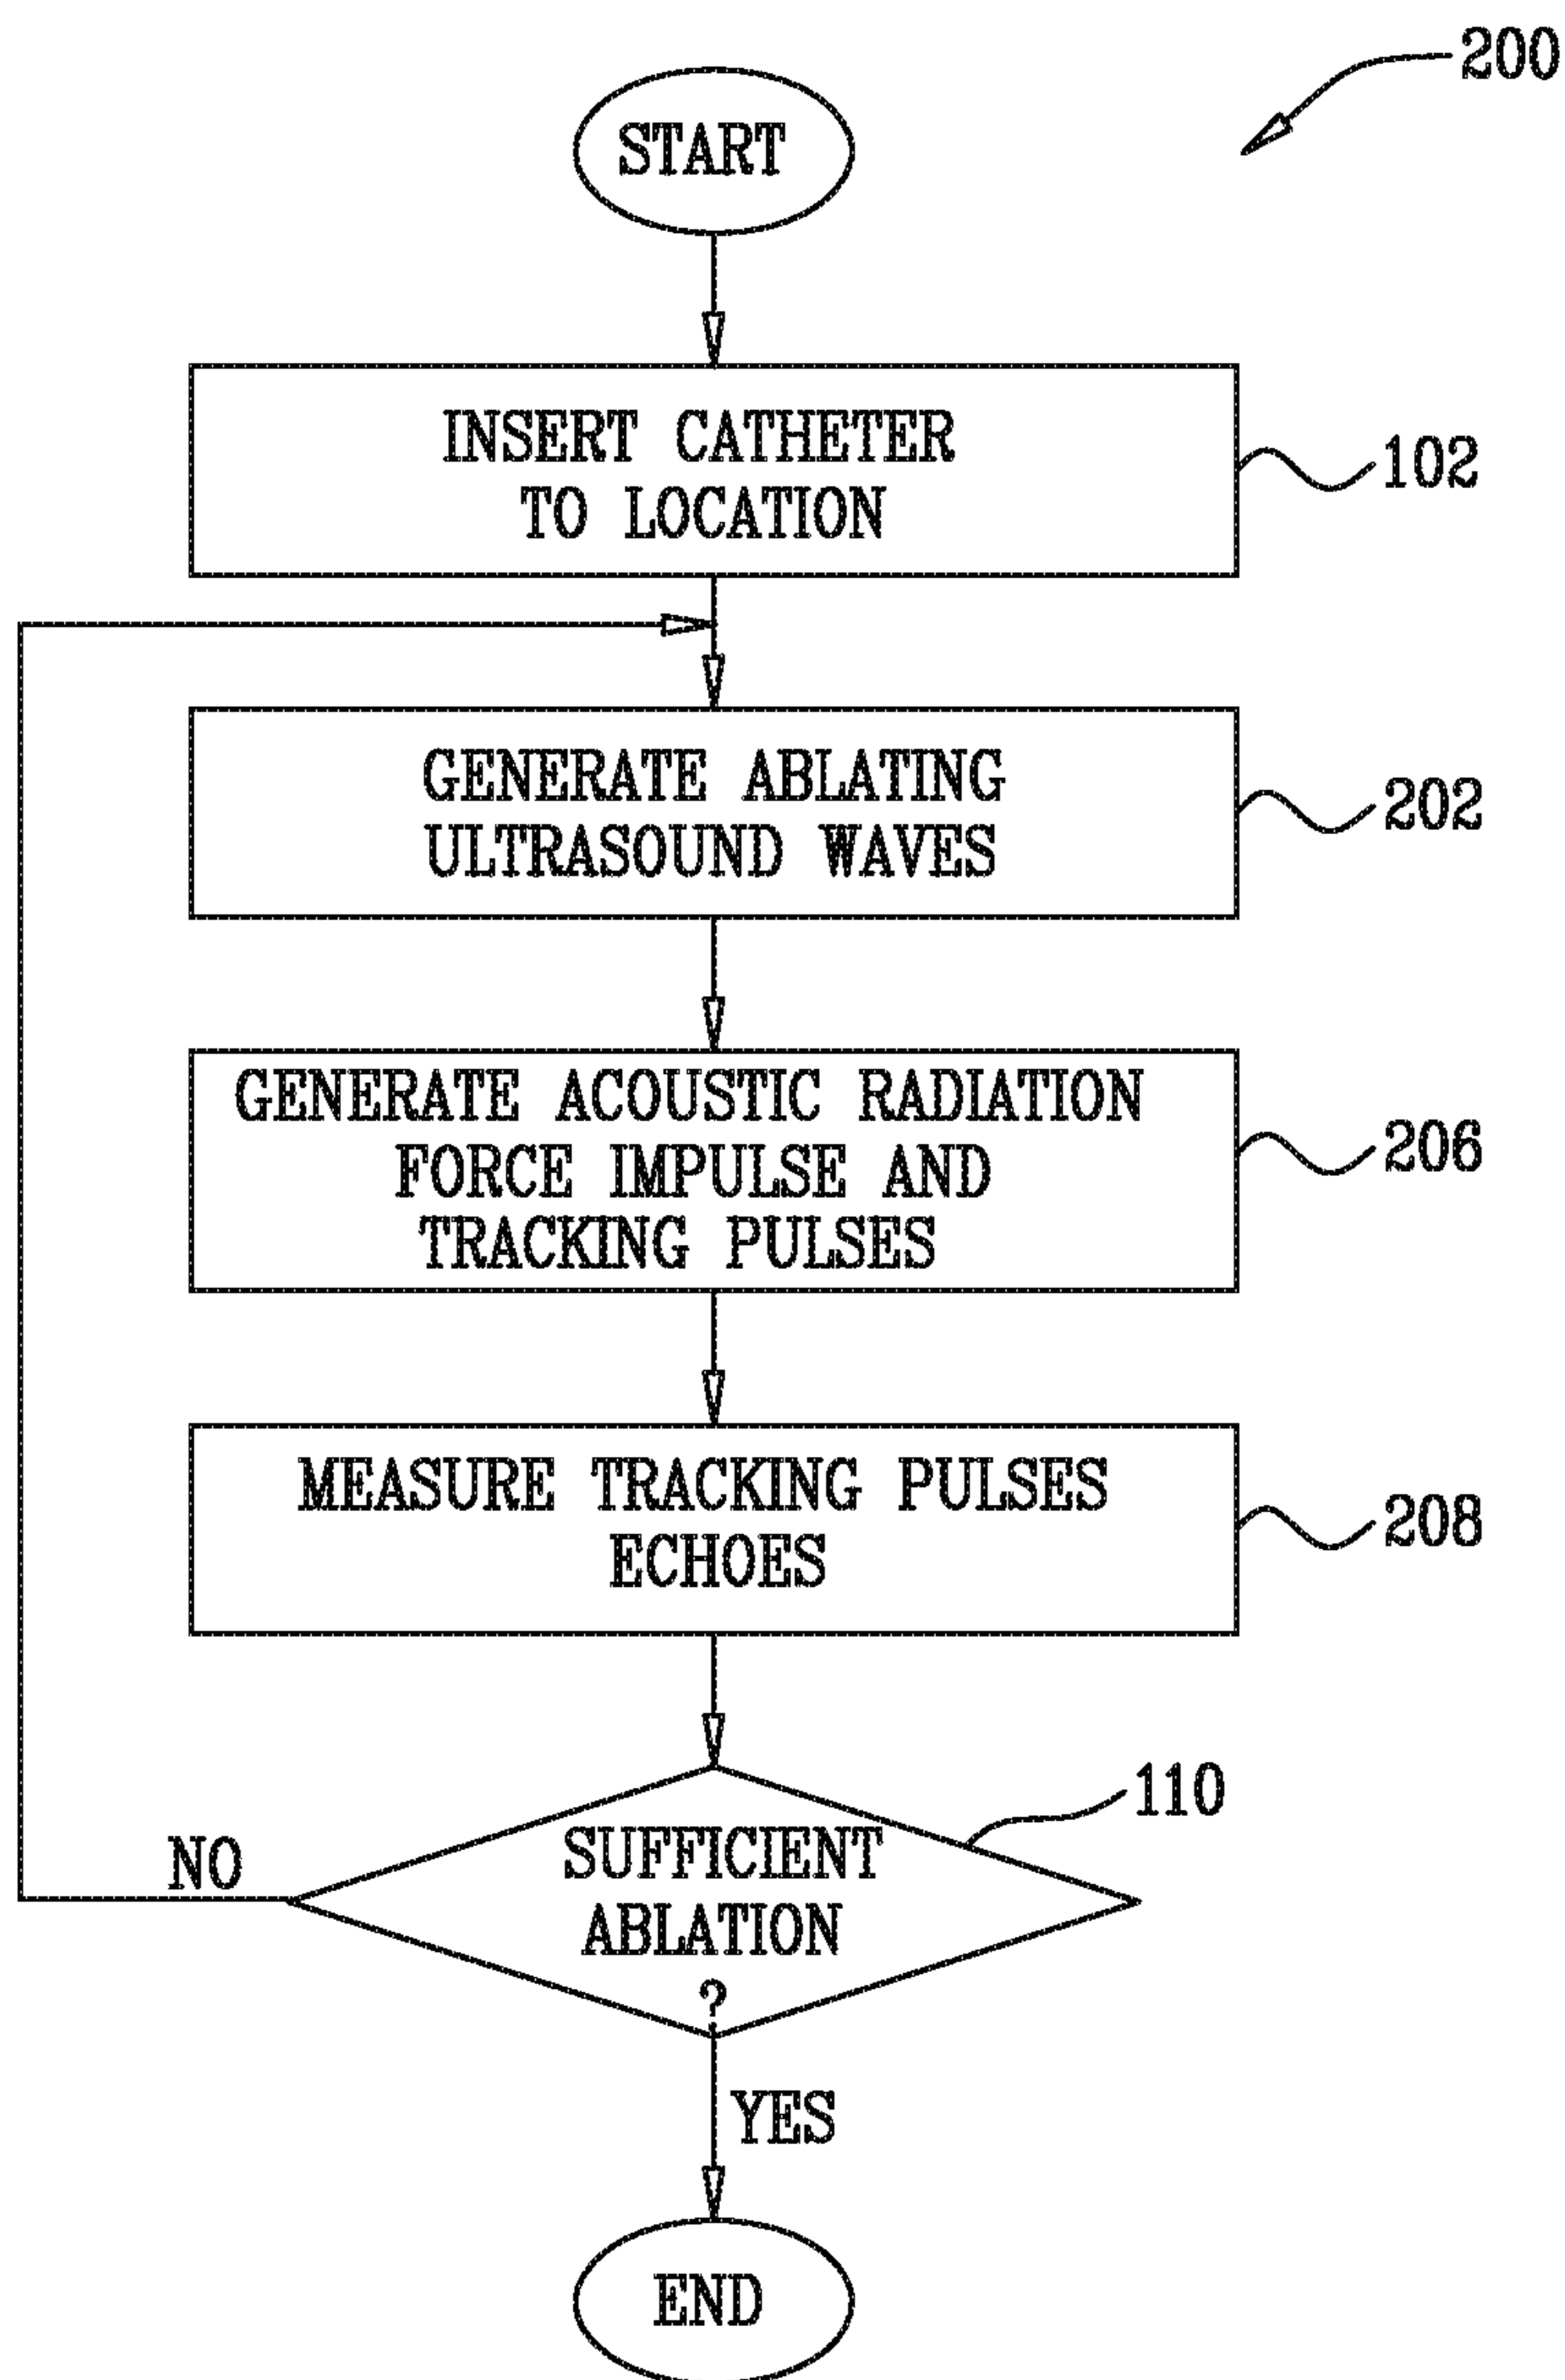 200
START
INSERT CATHETER
TO LOCATION
102
GENERATE ABLATING
ULTRASOUND WAVES
202
GENERATE ACOUSTIC RADIATION
FORCE IMPULSE AND
TRACKING PULSES
206
MEASURE TRACKING PULSES
ECHOES
208
110
SUFFICIENT
ABLATION
?
NO
YES
END